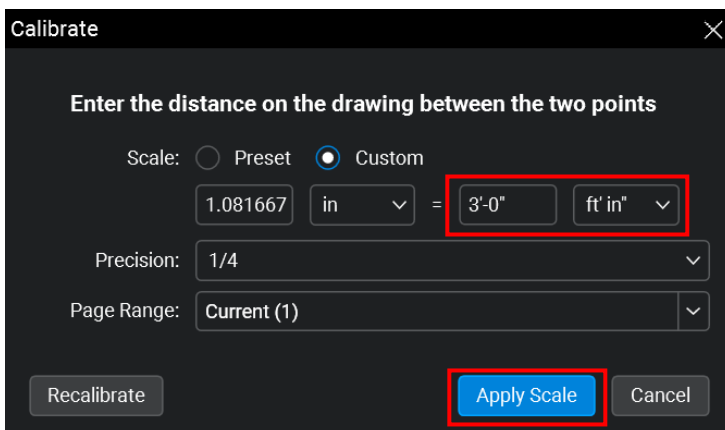 Calibrate
Enter the distance on the drawing between the two points
Scale: Preset Custom
1.081667 in = 3'-0" ft' in"
Precision: 1/4
Page Range: Current (1)
Recalibrate Apply Scale Cancel